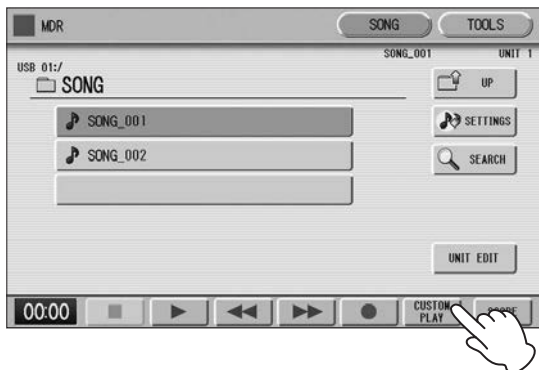 MDR
SONG
TOOLS
SONG_001
UNIT 1
USB 01:/
SONG
UP
SONG_001
SETTINGS
SONG_002
SEARCH
UNIT EDIT
00:00
CUSTOM
PLAY